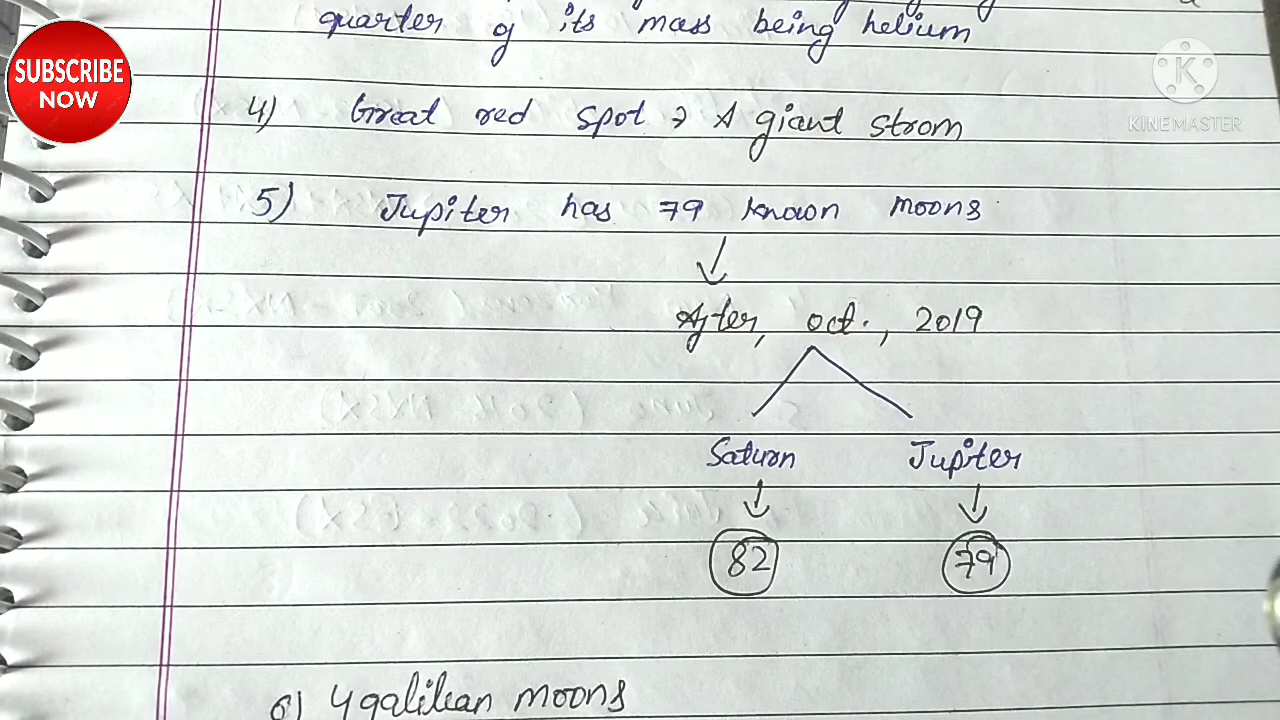 quarter of its mass being helium
SUBSCRIBE
NOW
K
KINEMASTER
4) Great red spot → A giant strom
5) Jupiter has 79 known moons
After, oct., 2019
Saturn Jupiter
82 79
6) 4 galilean moons